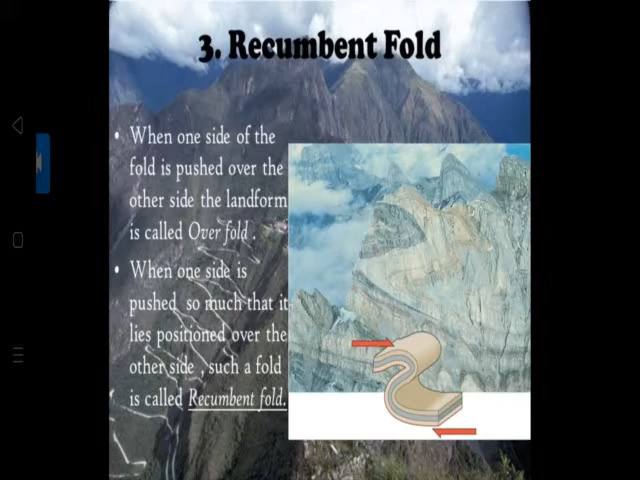 3. Recumbent Fold
• When one side of the
fold is pushed over the
other side the landform
is called Over fold .
• When one side is
pushed so much that it
lies positioned over the
other side , such a fold
is called Recumbent fold.